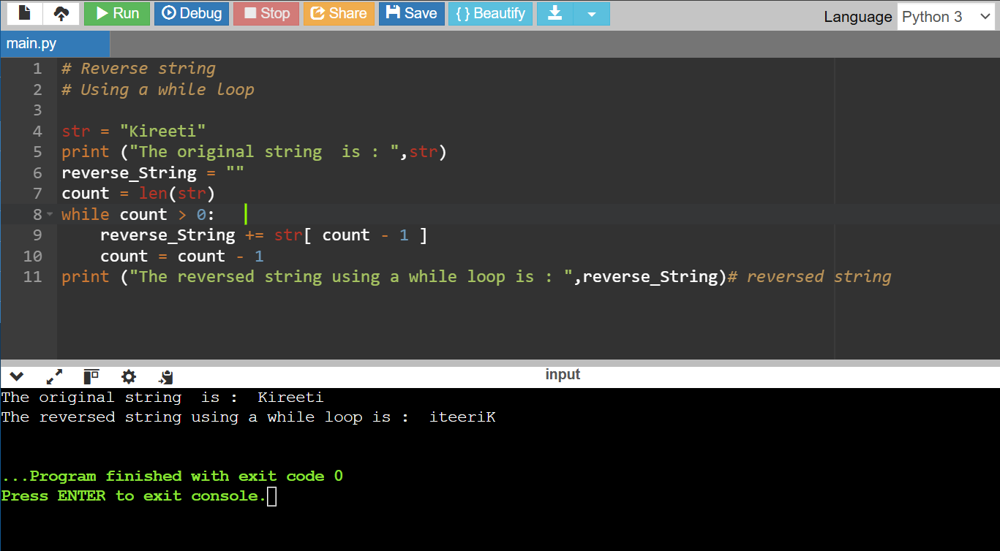 Run Debug Stop Share Save { } Beautify Language Python 3
main.py
1 # Reverse string
2 # Using a while loop
3
4 str = "Kireeti"
5 print ("The original string  is : ",str)
6 reverse_String = ""
7 count = len(str)
8 while count > 0:
9     reverse_String += str[ count - 1 ]
10     count = count - 1
11 print ("The reversed string using a while loop is : ",reverse_String)# reversed string
input
The original string  is :  Kireeti
The reversed string using a while loop is :  iteeriK
...Program finished with exit code 0
Press ENTER to exit console.